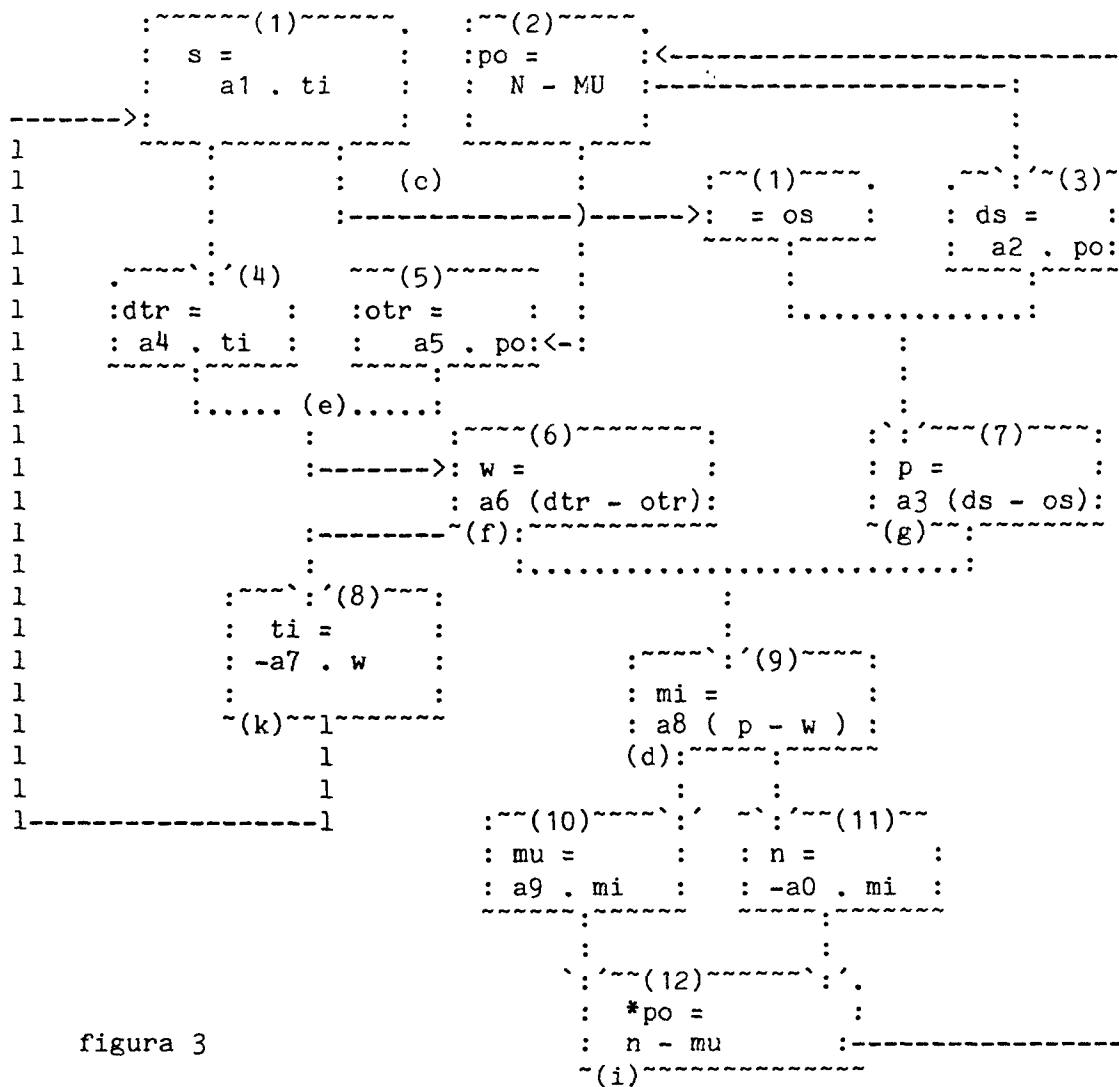 (1) (2)
s = po =
a1 . ti N - MU
(c) (1) (3)
= os ds =
a2 . po
(4) (5)
dtr = otr =
a4 . ti a5 . po
(e)
(6) (7)
w = p =
a6 (dtr - otr) a3 (ds - os)
(f) (g)
(8)
ti =
-a7 . w (9)
mi =
(k) a8 ( p - w )
(d)
(10) (11)
mu = n =
a9 . mi -a0 . mi
(12)
*po =
figura 3 n - mu
(i)